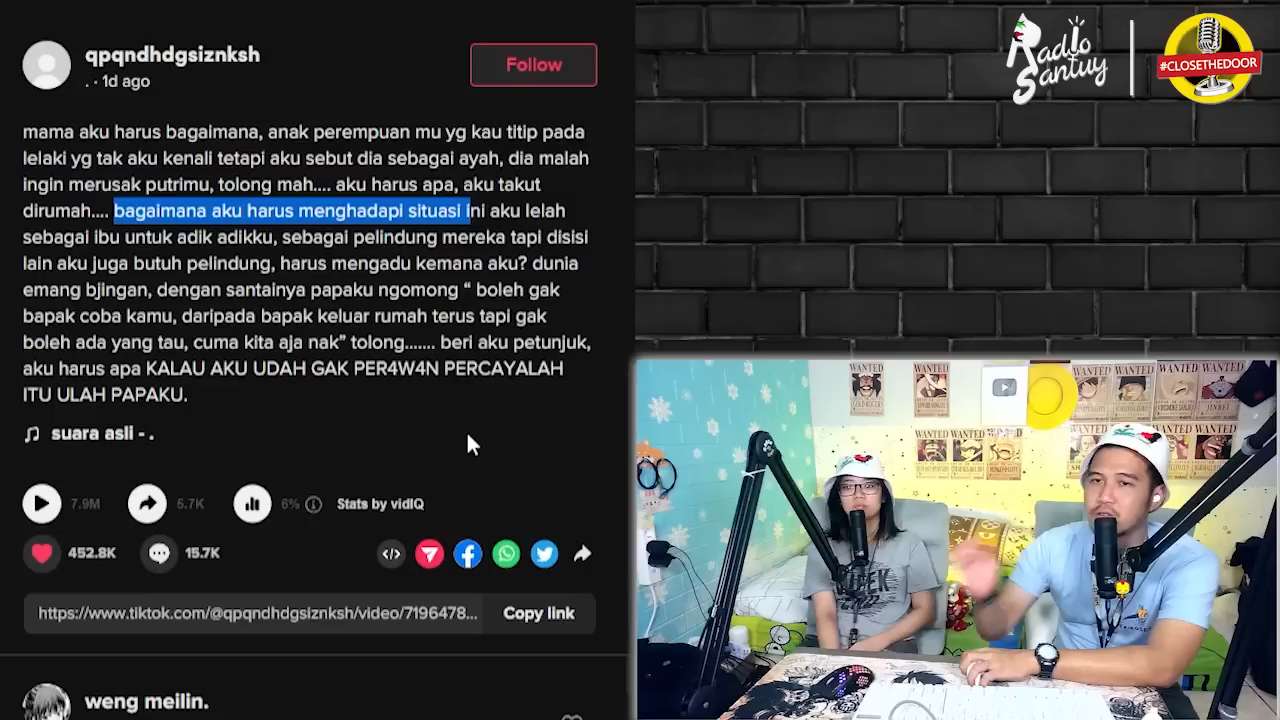 qpqndhdgsiznksh
. · 1d ago
Follow
mama aku harus bagaimana, anak perempuan mu yg kau titip pada
lelaki yg tak aku kenali tetapi aku sebut dia sebagai ayah, dia malah
ingin merusak putrimu, tolong mah.... aku harus apa, aku takut
dirumah.... bagaimana aku harus menghadapi situasi ini aku lelah
sebagai ibu untuk adik adikku, sebagai pelindung mereka tapi disisi
lain aku juga butuh pelindung, harus mengadu kemana aku? dunia
emang bjingan, dengan santainya papaku ngomong “ boleh gak
bapak coba kamu, daripada bapak keluar rumah terus tapi gak
boleh ada yang tau, cuma kita aja nak” tolong....... beri aku petunjuk,
aku harus apa KALAU AKU UDAH GAK PER4W4N PERCAYALAH
ITU ULAH PAPAKU.
suara asli - .
7.9M
5.7K
6%
Stats by vidIQ
452.8K
15.7K
https://www.tiktok.com/@qpqndhdgsiznksh/video/7196478...
Copy link
weng meilin.
Radio
Santuy
#CLOSETHEDOOR
WANTED
WANTED
WANTED
JINBET